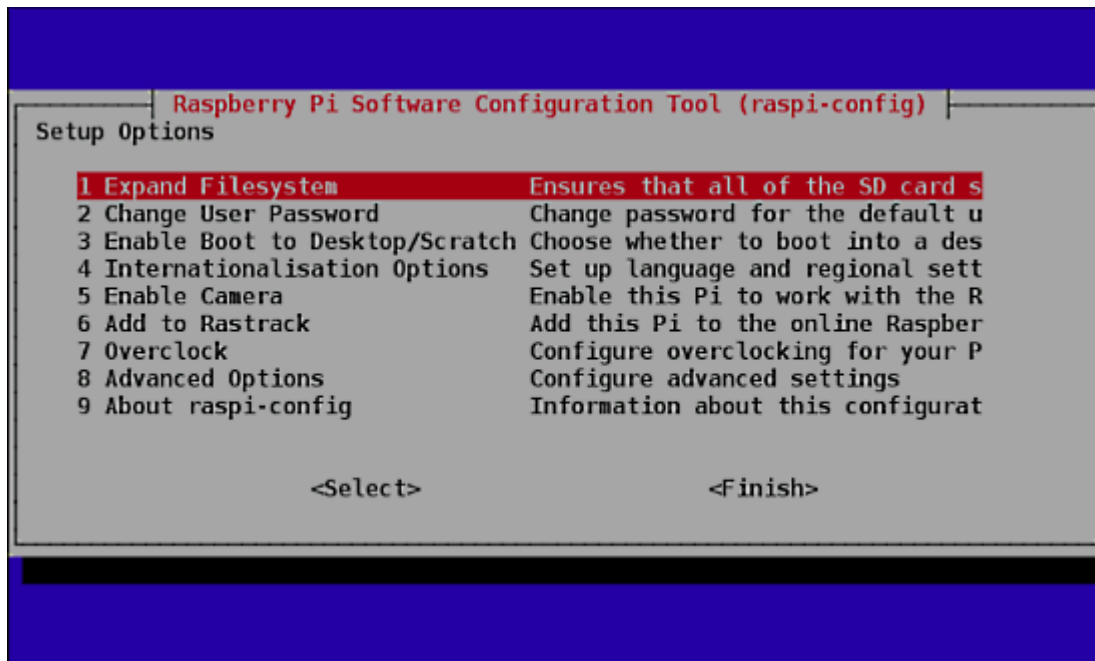 Raspberry Pi Software Configuration Tool (raspi-config)
Setup Options
1 Expand Filesystem Ensures that all of the SD card s
2 Change User Password Change password for the default u
3 Enable Boot to Desktop/Scratch Choose whether to boot into a des
4 Internationalisation Options Set up language and regional sett
5 Enable Camera Enable this Pi to work with the R
6 Add to Rastrack Add this Pi to the online Raspber
7 Overclock Configure overclocking for your P
8 Advanced Options Configure advanced settings
9 About raspi-config Information about this configurat
<Select> <Finish>